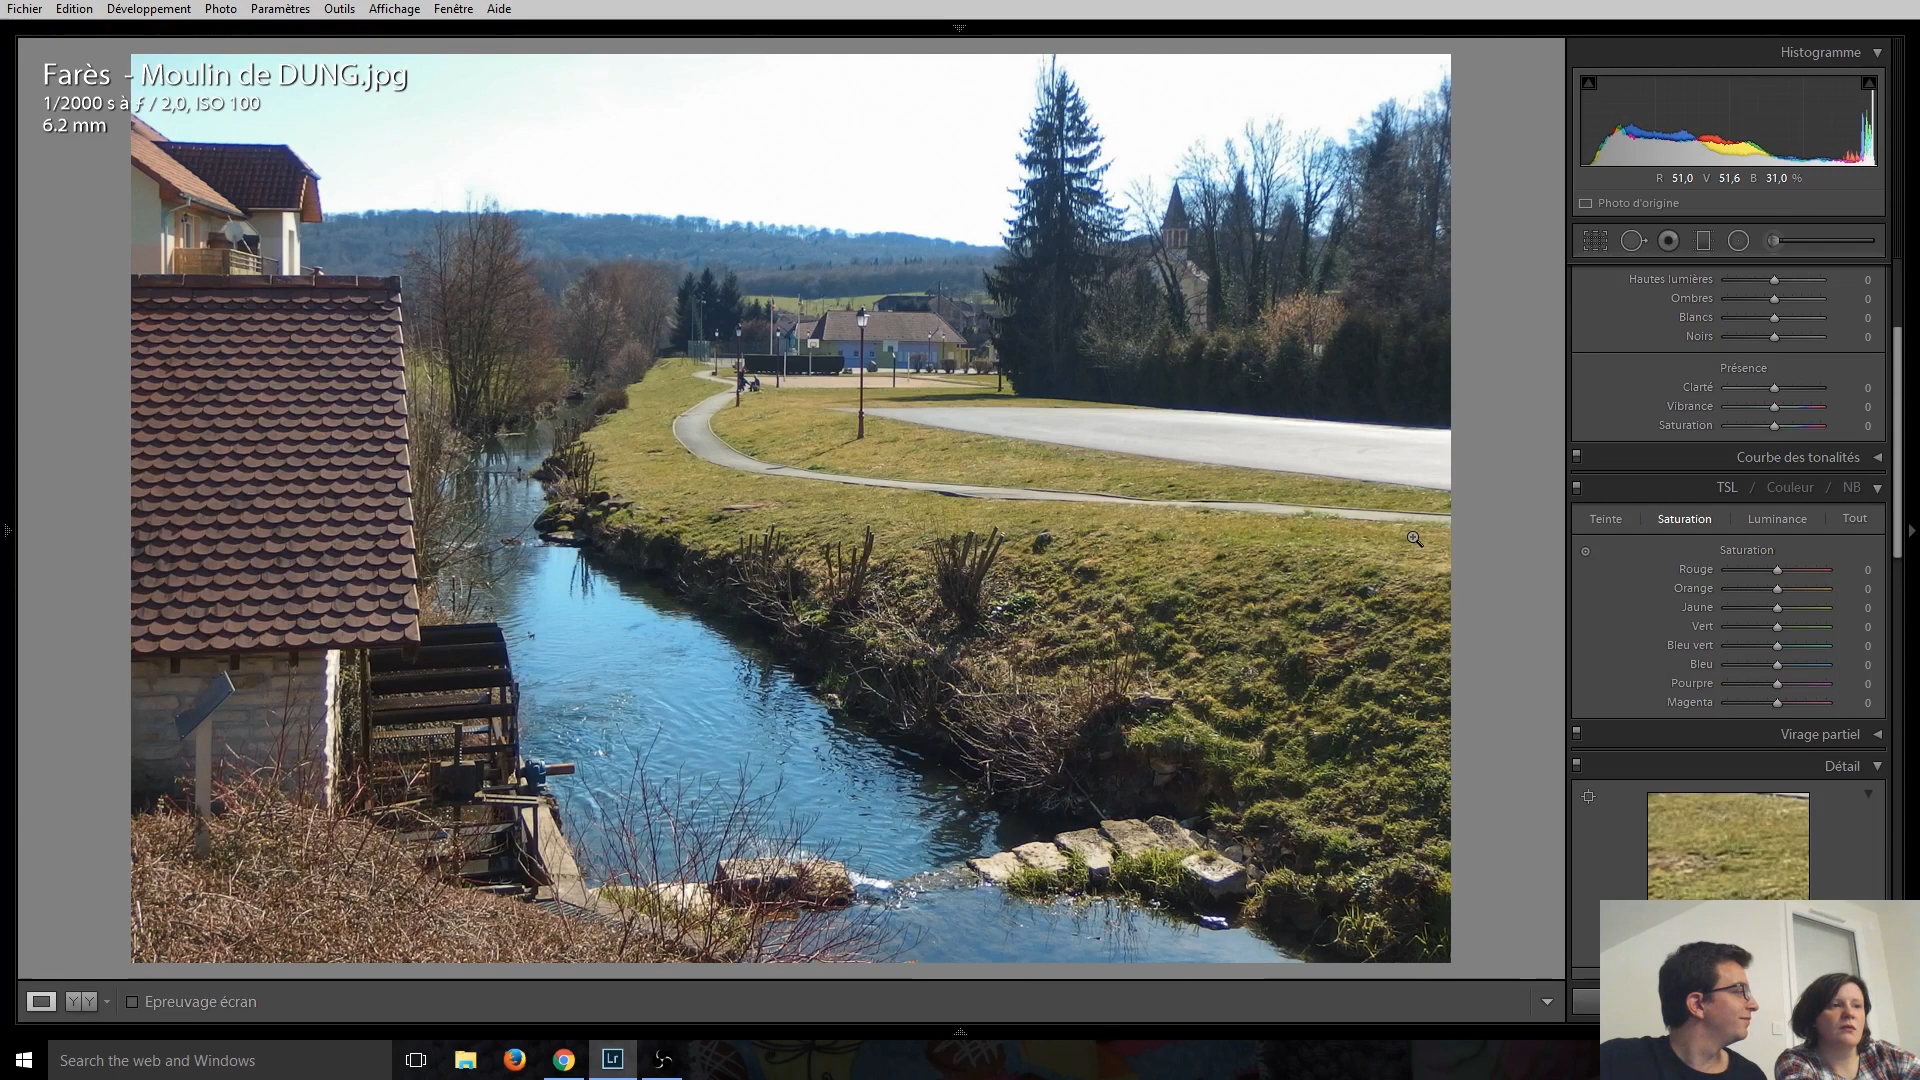 Fichier Edition Développement Photo Paramètres Outils Affichage Fenêtre Aide
Farès - Moulin de DUNG.jpg
1/2000 s à ƒ / 2,0, ISO 100
6.2 mm
Histogramme
R 51,0 V 51,6 B 31,0 %
Photo d'origine
Hautes lumières 0
Ombres 0
Blancs 0
Noirs 0
Présence
Clarté 0
Vibrance 0
Saturation 0
Courbe des tonalités
TSL / Couleur / NB
Teinte Saturation Luminance Tout
Saturation
Rouge 0
Orange 0
Jaune 0
Vert 0
Bleu vert 0
Bleu 0
Pourpre 0
Magenta 0
Virage partiel
Détail
Y Y Epreuvage écran
Search the web and Windows
Lr